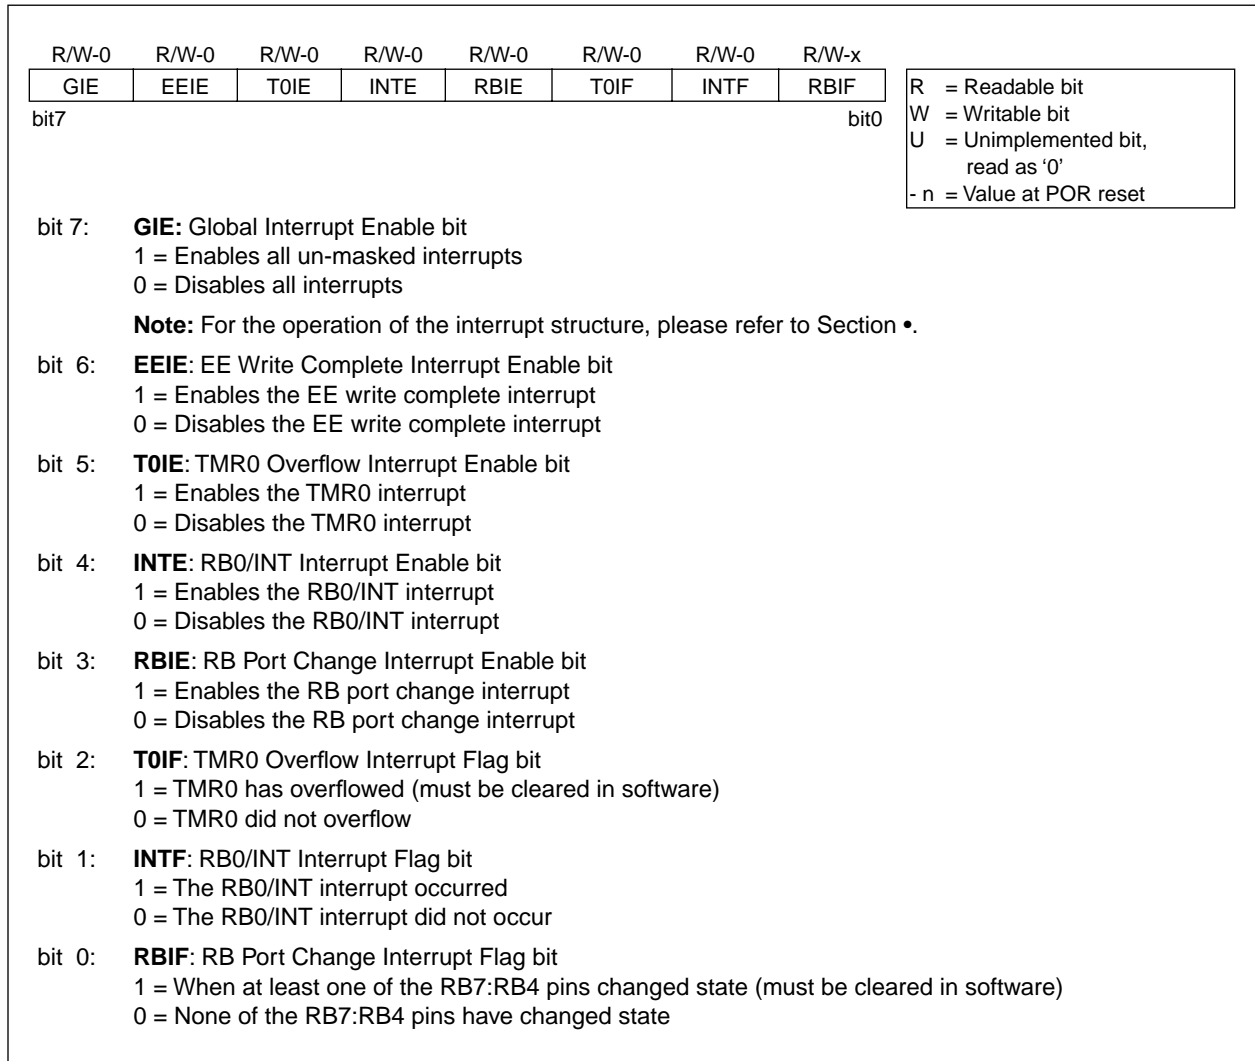 R/W-0 R/W-0 R/W-0 R/W-0 R/W-0 R/W-0 R/W-0 R/W-x
GIE EEIE T0IE INTE RBIE T0IF INTF RBIF
bit7 bit0
R = Readable bit
W = Writable bit
U = Unimplemented bit,
read as ‘0’
- n = Value at POR reset
bit 7: GIE: Global Interrupt Enable bit
1 = Enables all un-masked interrupts
0 = Disables all interrupts
Note: For the operation of the interrupt structure, please refer to Section •.
bit 6: EEIE: EE Write Complete Interrupt Enable bit
1 = Enables the EE write complete interrupt
0 = Disables the EE write complete interrupt
bit 5: T0IE: TMR0 Overflow Interrupt Enable bit
1 = Enables the TMR0 interrupt
0 = Disables the TMR0 interrupt
bit 4: INTE: RB0/INT Interrupt Enable bit
1 = Enables the RB0/INT interrupt
0 = Disables the RB0/INT interrupt
bit 3: RBIE: RB Port Change Interrupt Enable bit
1 = Enables the RB port change interrupt
0 = Disables the RB port change interrupt
bit 2: T0IF: TMR0 Overflow Interrupt Flag bit
1 = TMR0 has overflowed (must be cleared in software)
0 = TMR0 did not overflow
bit 1: INTF: RB0/INT Interrupt Flag bit
1 = The RB0/INT interrupt occurred
0 = The RB0/INT interrupt did not occur
bit 0: RBIF: RB Port Change Interrupt Flag bit
1 = When at least one of the RB7:RB4 pins changed state (must be cleared in software)
0 = None of the RB7:RB4 pins have changed state